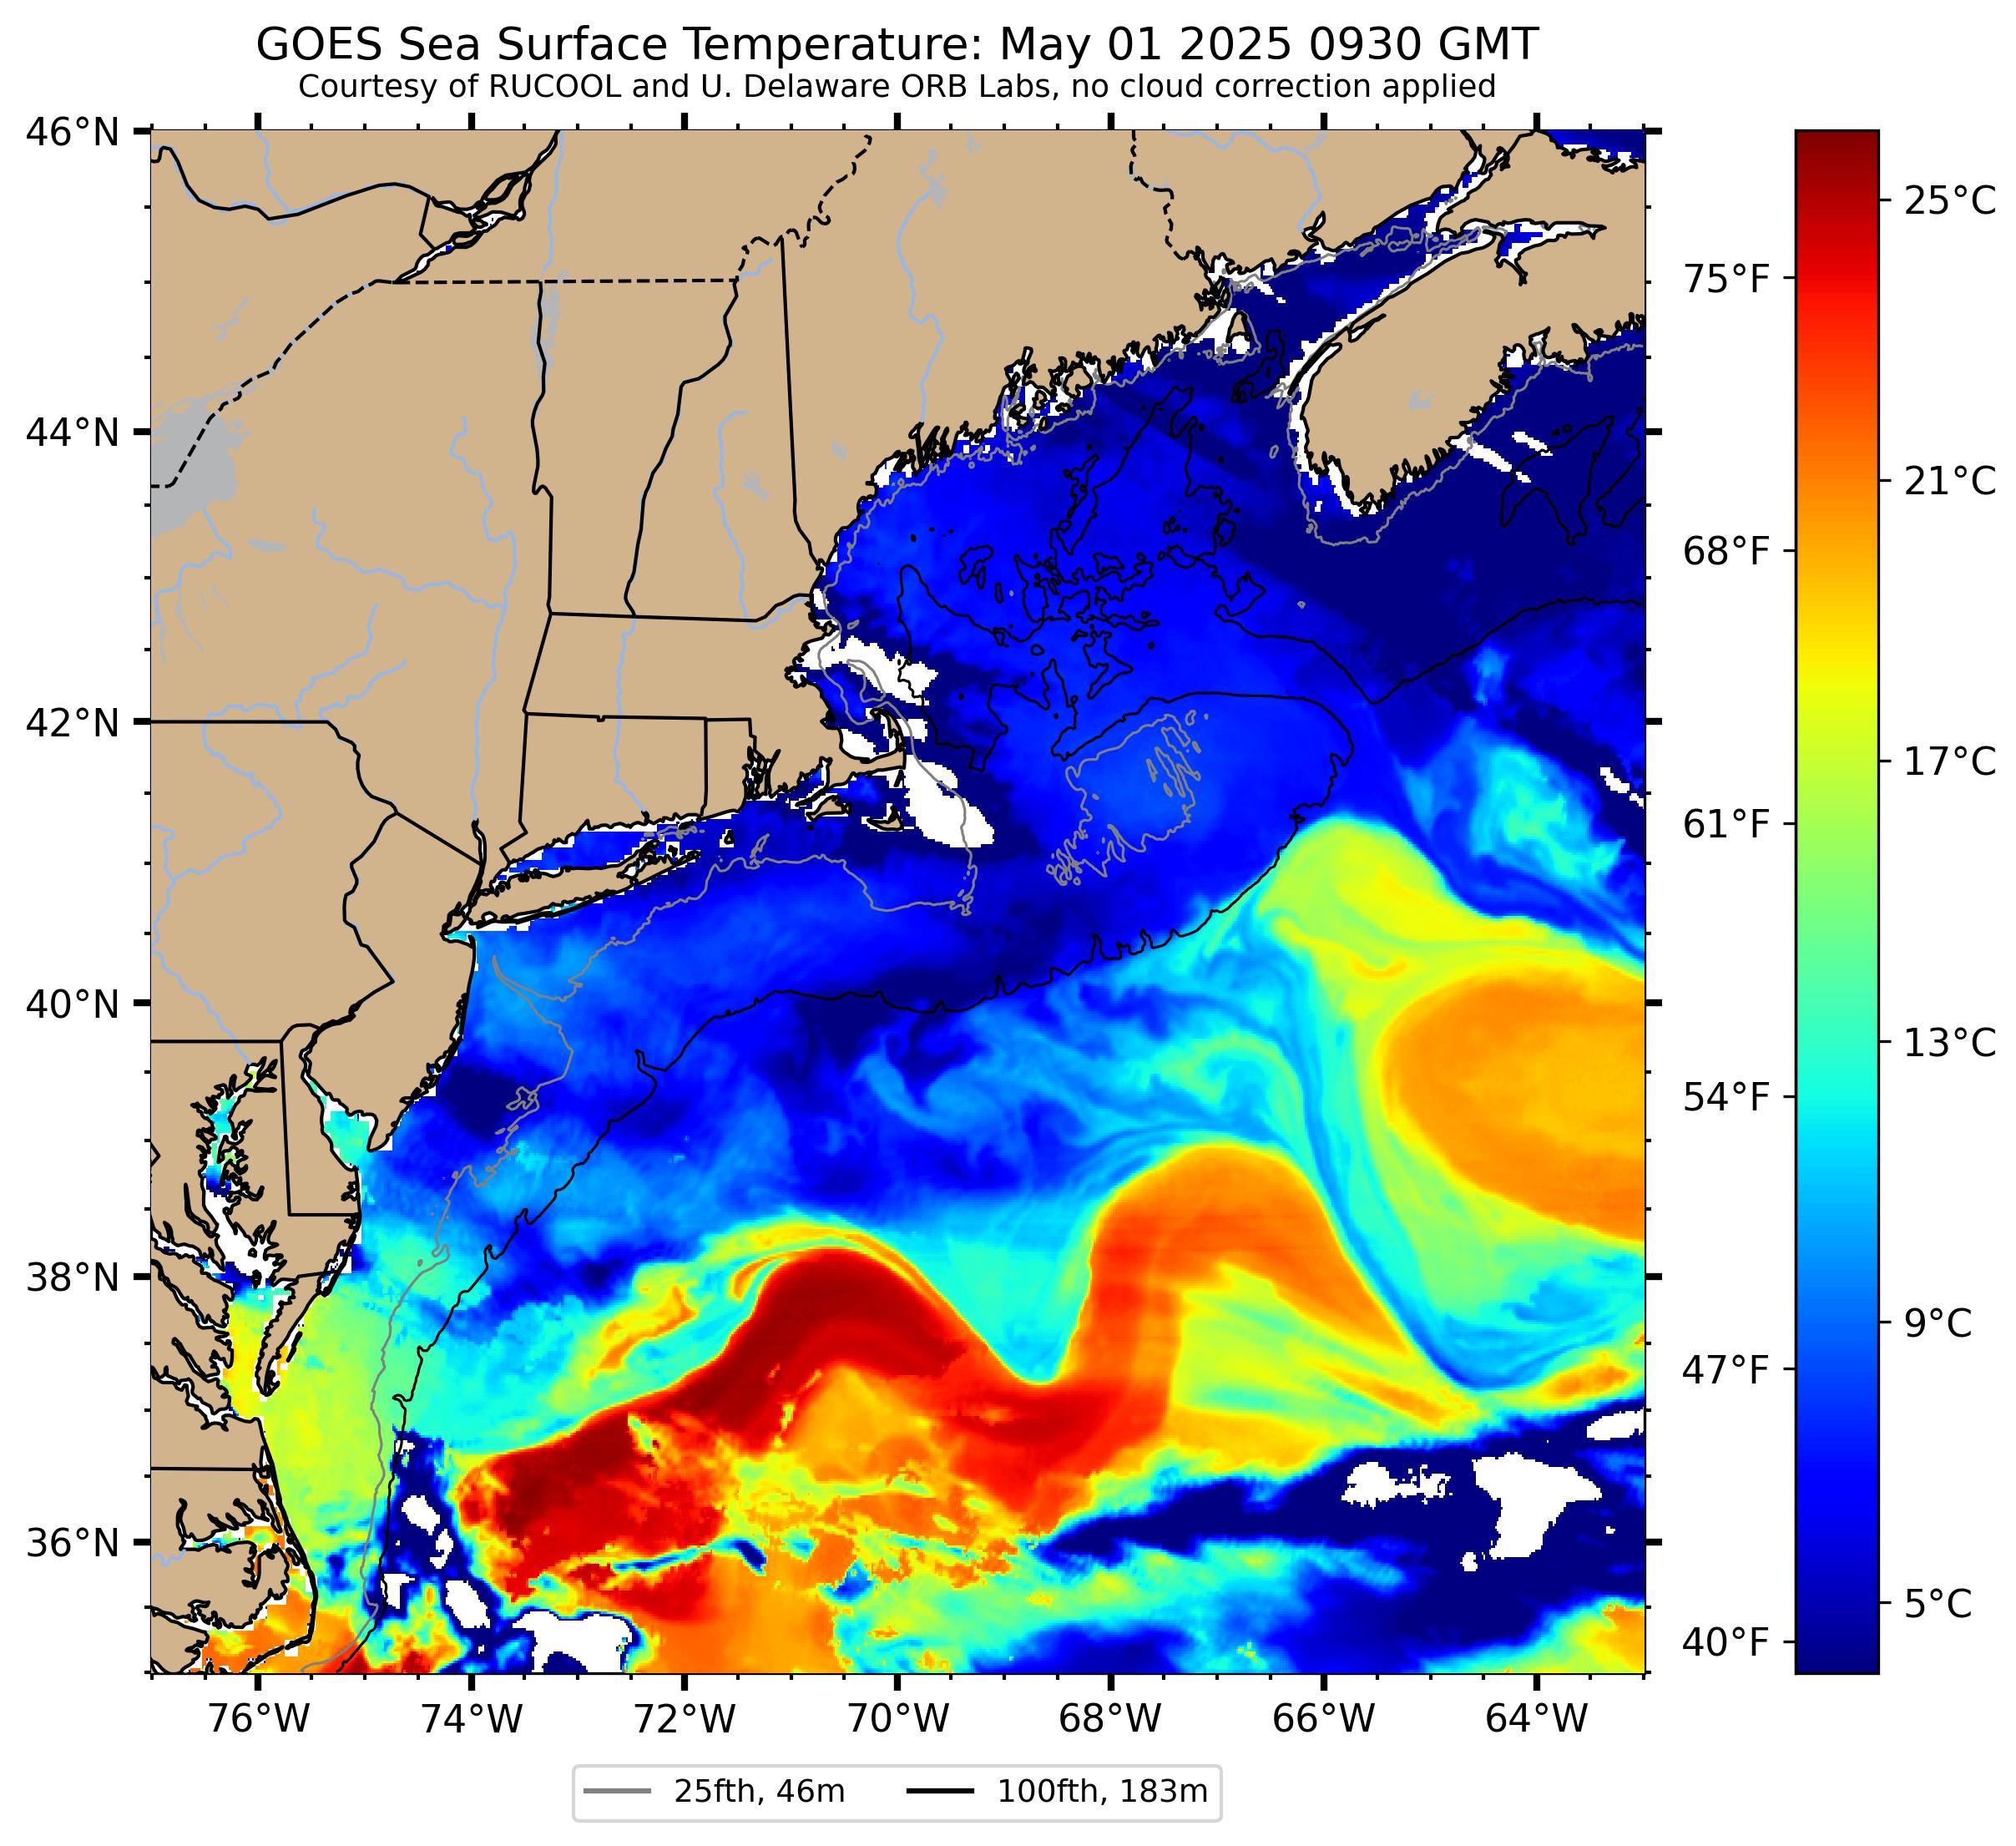 GOES Sea Surface Temperature: May 01 2025 0930 GMT
Courtesy of RUCOOL and U. Delaware ORB Labs, no cloud correction applied
46°N
44°N
42°N
40°N
38°N
36°N
76°W 74°W 72°W 70°W 68°W 66°W 64°W
75°F
68°F
61°F
54°F
47°F
40°F
25°C
21°C
17°C
13°C
9°C
5°C
25fth, 46m 100fth, 183m